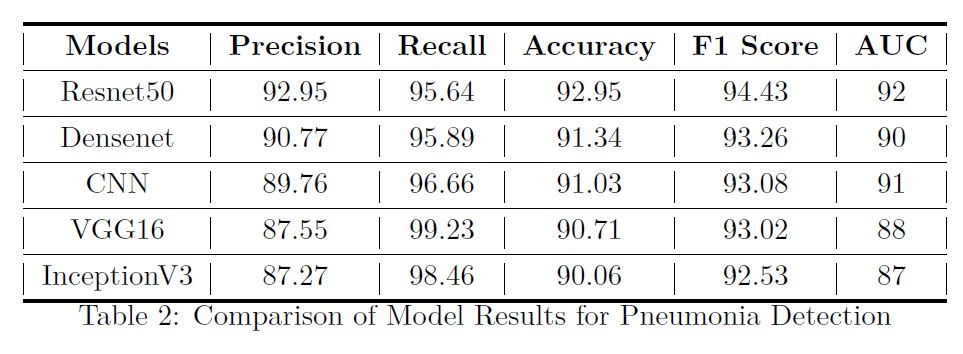 Models Precision Recall Accuracy F1 Score AUC
Resnet50 92.95 95.64 92.95 94.43 92
Densenet 90.77 95.89 91.34 93.26 90
CNN 89.76 96.66 91.03 93.08 91
VGG16 87.55 99.23 90.71 93.02 88
InceptionV3 87.27 98.46 90.06 92.53 87
Table 2: Comparison of Model Results for Pneumonia Detection